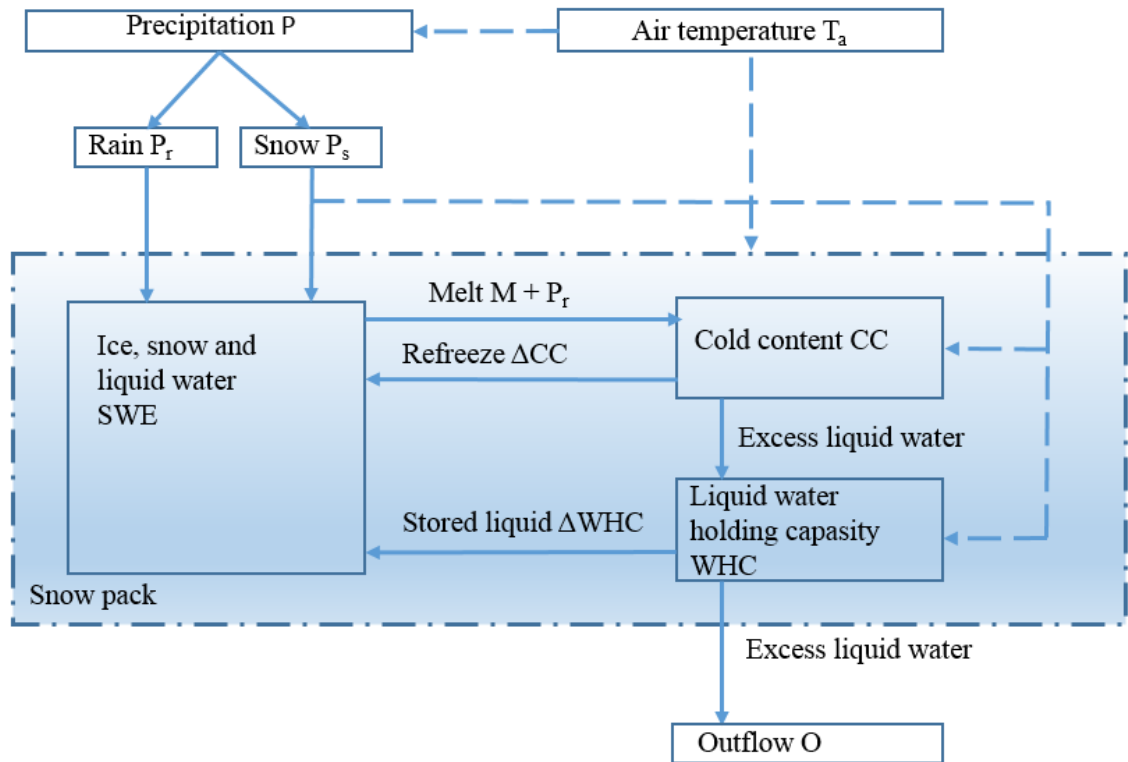 Precipitation P
Air temperature Tₐ
Rain Pᵣ
Snow Pₛ
Melt M + Pᵣ
Ice, snow and
liquid water
SWE
Cold content CC
Refreeze ΔCC
Excess liquid water
Liquid water
holding capasity
WHC
Stored liquid ΔWHC
Snow pack
Excess liquid water
Outflow O